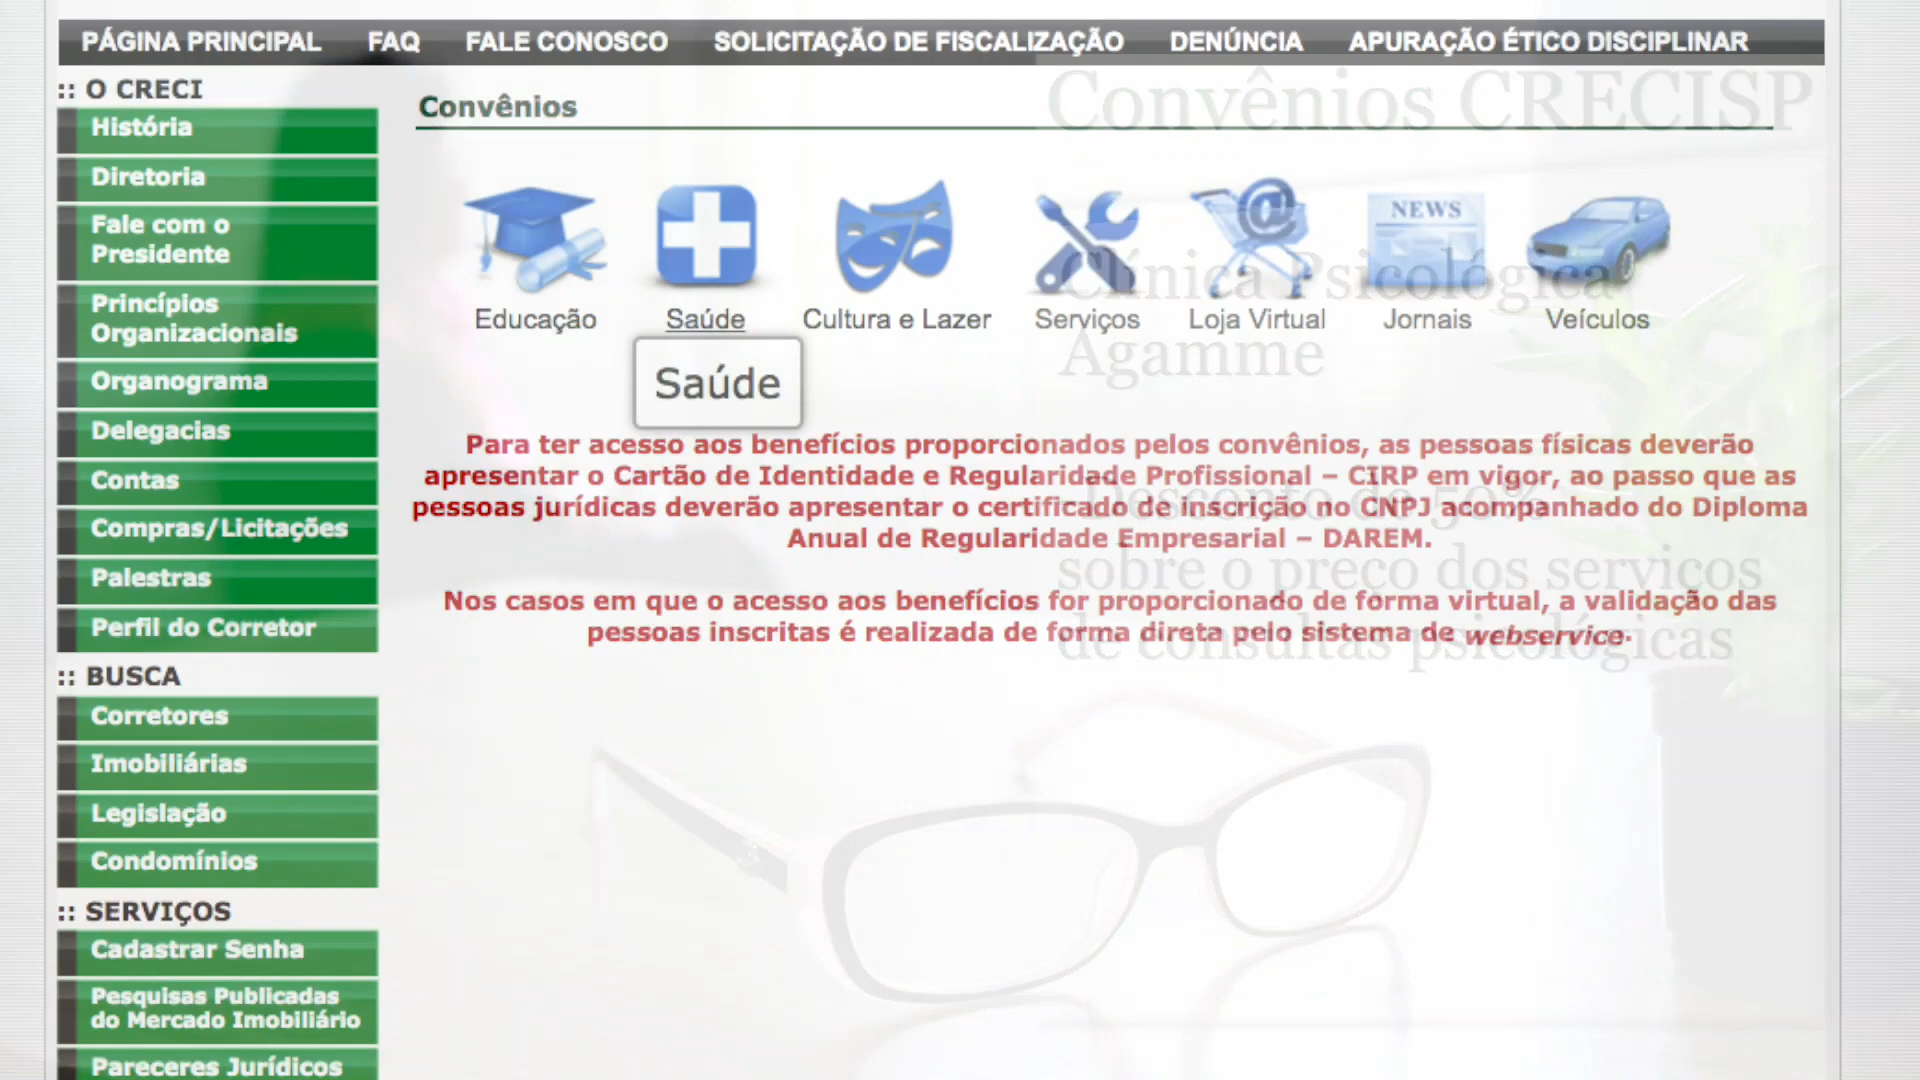 PÁGINA PRINCIPAL FAQ FALE CONOSCO SOLICITAÇÃO DE FISCALIZAÇÃO DENÚNCIA APURAÇÃO ÉTICO DISCIPLINAR
:: O CRECI
História
Diretoria
Fale com o
Presidente
Princípios
Organizacionais
Organograma
Delegacias
Contas
Compras/Licitações
Palestras
Perfil do Corretor
:: BUSCA
Corretores
Imobiliárias
Legislação
Condomínios
:: SERVIÇOS
Cadastrar Senha
Pesquisas Publicadas
do Mercado Imobiliário
Pareceres Jurídicos
Convênios
NEWS
Educação Saúde Cultura e Lazer Serviços Loja Virtual Jornais Veículos
Saúde
Para ter acesso aos benefícios proporcionados pelos convênios, as pessoas físicas deverão
apresentar o Cartão de Identidade e Regularidade Profissional – CIRP em vigor, ao passo que as
pessoas jurídicas deverão apresentar o certificado de inscrição no CNPJ acompanhado do Diploma
Anual de Regularidade Empresarial – DAREM.
Nos casos em que o acesso aos benefícios for proporcionado de forma virtual, a validação das
pessoas inscritas é realizada de forma direta pelo sistema de webservice.
Convênios CRECISP
Clínica Psicológica
Agamme
- Desconto de 50%
sobre o preço dos serviços
de consultas psicológicas